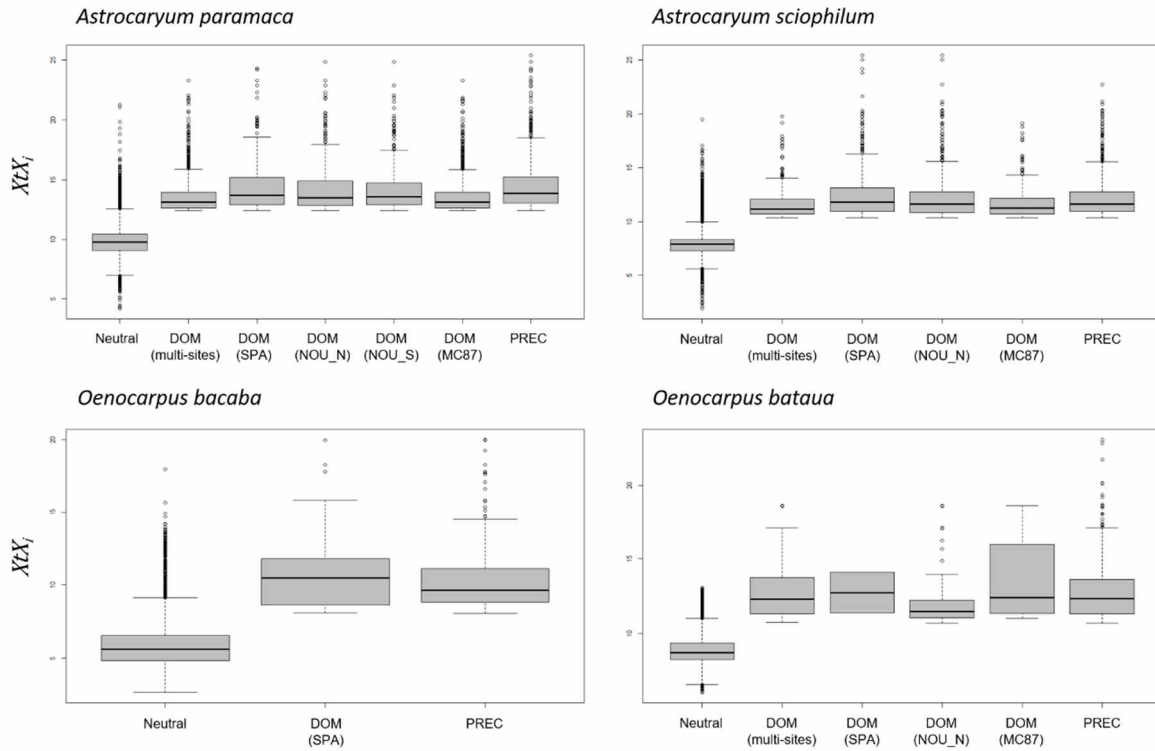 Astrocaryum paramaca
XtXi
25
20
15
10
5
Neutral DOM (multi-sites) DOM (SPA) DOM (NOU_N) DOM (NOU_S) DOM (MC87) PREC
Astrocaryum sciophilum
25
20
15
10
5
Neutral DOM (multi-sites) DOM (SPA) DOM (NOU_N) DOM (MC87) PREC
Oenocarpus bacaba
XtXi
20
15
10
5
Neutral DOM (SPA) PREC
Oenocarpus bataua
20
15
10
Neutral DOM (multi-sites) DOM (SPA) DOM (NOU_N) DOM (MC87) PREC